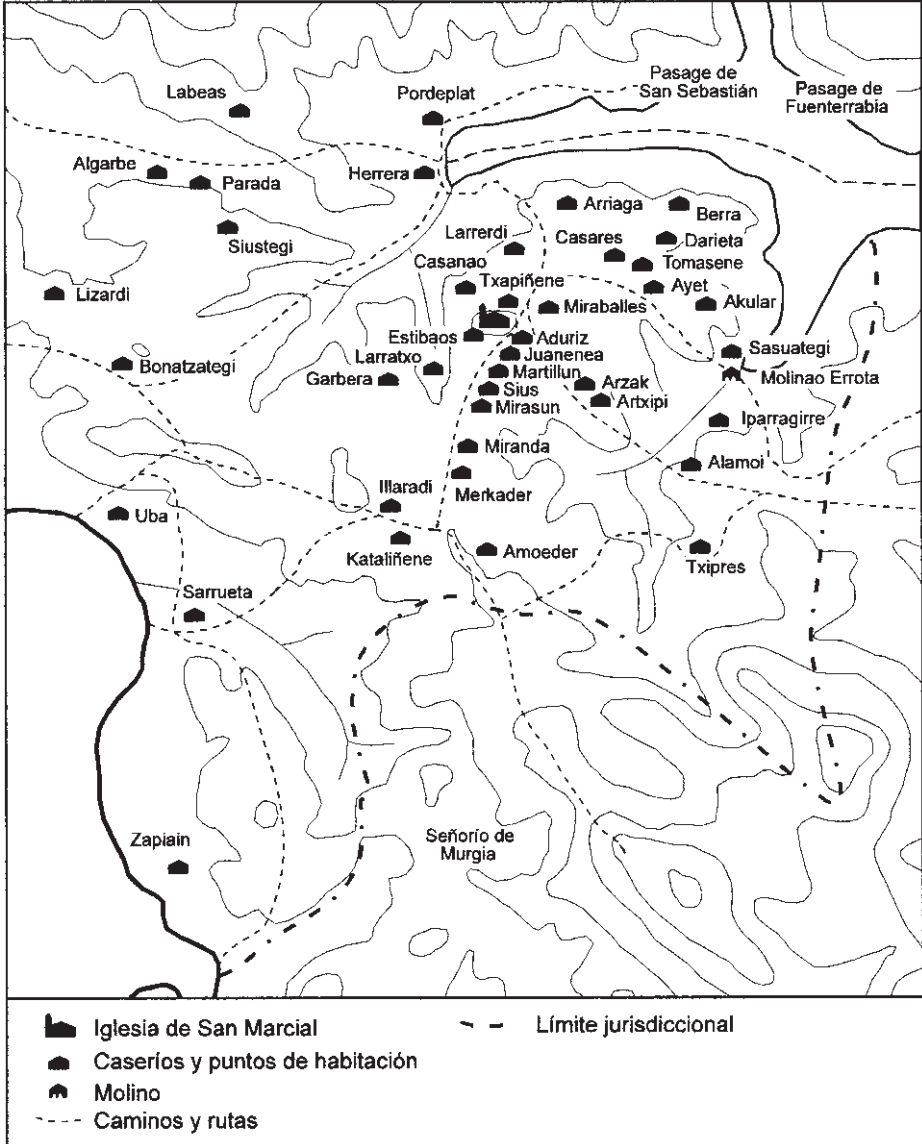 Pasage de
San Sebastián
Pasage de
Fuenterrabia
Labeas
Pordeplat
Algarbe
Parada
Herrera
Siustegi
Arriaga
Berra
Larrerdi
Casares
Darieta
Tomasene
Casanao
Txapiñene
Ayet
Lizardi
Miraballes
Akular
Estibaos
Aduriz
Juanenea
Sasuategi
Bonatzategi
Larratxo
Garbera
Martillun
Molinao Errota
Sius
Arzak
Mirasun
Artxipi
Iparragirre
Miranda
Alamoi
Merkader
Illaradi
Uba
Kataliñene
Amoeder
Txipres
Sarrueta
Zapiain
Señorío de
Murgia
Iglesia de San Marcial
Límite jurisdiccional
Caseríos y puntos de habitación
Molino
Caminos y rutas